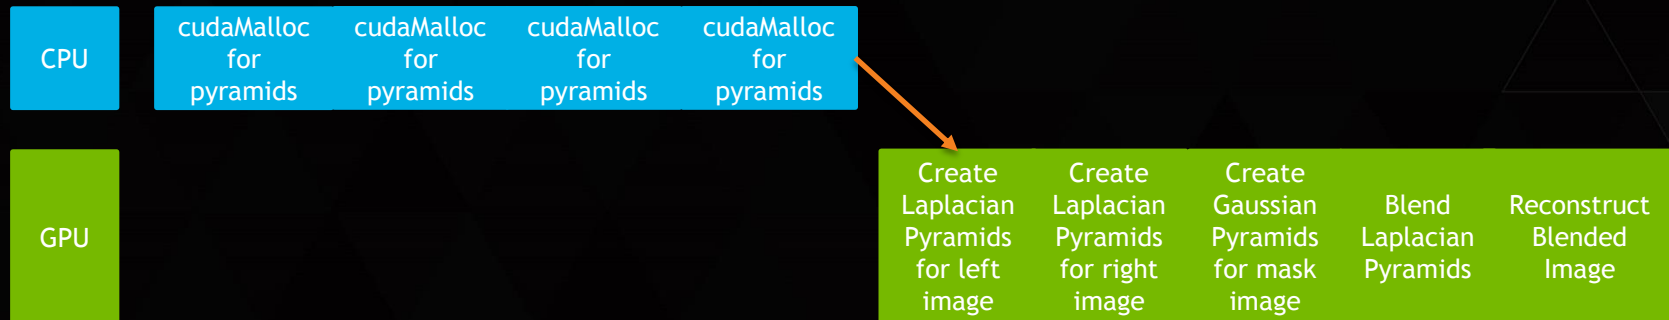 CPU
cudaMalloc
for
pyramids
cudaMalloc
for
pyramids
cudaMalloc
for
pyramids
cudaMalloc
for
pyramids
GPU
Create
Laplacian
Pyramids
for left
image
Create
Laplacian
Pyramids
for right
image
Create
Gaussian
Pyramids
for mask
image
Blend
Laplacian
Pyramids
Reconstruct
Blended
Image